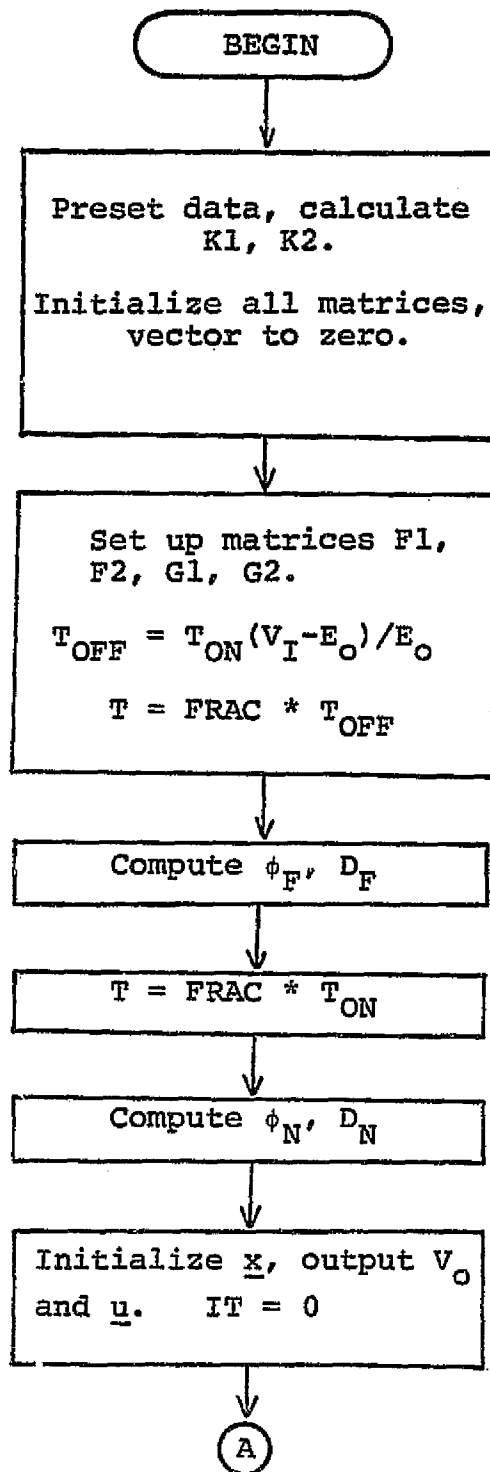 BEGIN
Preset data, calculate
K1, K2.
Initialize all matrices,
vector to zero.
Set up matrices F1,
F2, G1, G2.
T_OFF = T_ON(V_I-E_o)/E_o
T = FRAC * T_OFF
Compute ϕ_F, D_F
T = FRAC * T_ON
Compute ϕ_N, D_N
Initialize x, output V_o
and u. IT = 0
A